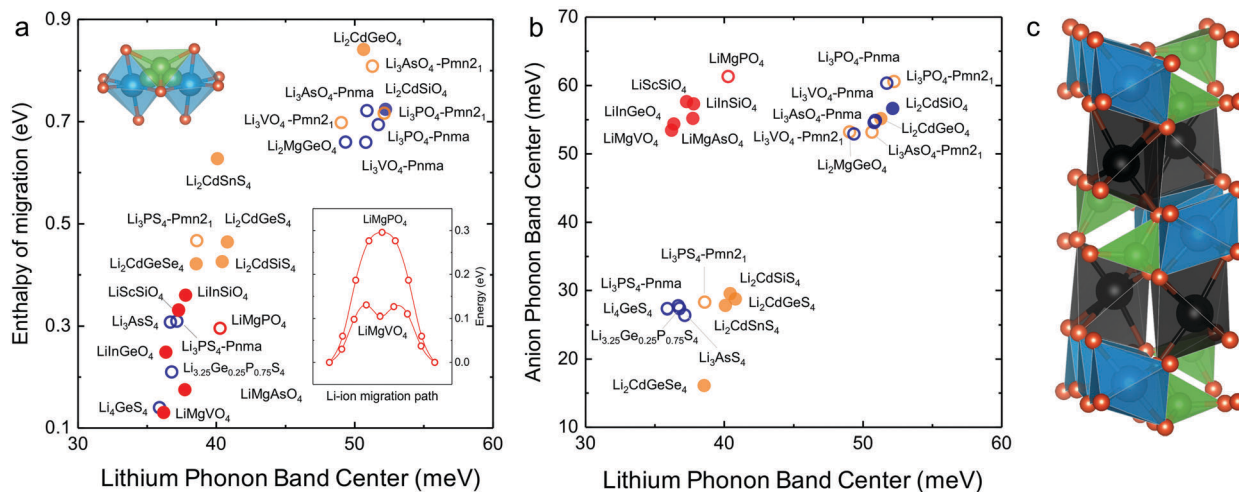 a
Enthalpy of migration (eV)
0.9
0.7
0.5
0.3
0.1
Li₂CdGeO₄
Li₃AsO₄-Pmn2₁
Li₃AsO₄-Pnma
Li₂CdSiO₄
Li₃VO₄ -Pmn2₁
Li₃PO₄-Pmn2₁
Li₂MgGeO₄
Li₃PO₄-Pnma
Li₃VO₄-Pnma
Li₂CdSnS₄
Li₃PS₄-Pmn2₁
Li₂CdGeS₄
Li₂CdGeSe₄
Li₂CdSiS₄
LiScSiO₄
LiInSiO₄
Li₃AsS₄
LiMgPO₄
Li₃PS₄-Pnma
LiInGeO₄
Li₃.₂₅Ge₀.₂₅P₀.₇₅S₄
LiMgAsO₄
Li₄GeS₄
LiMgVO₄
LiMgPO₄
LiMgVO₄
0.3
0.2
0.1
0.0
Energy (eV)
Li-ion migration path
30
40
50
60
Lithium Phonon Band Center (meV)
b
Anion Phonon Band Center (meV)
70
60
50
40
30
20
10
LiMgPO₄
LiScSiO₄
LiInGeO₄
LiInSiO₄
LiMgVO₄
LiMgAsO₄
Li₃PO₄-Pnma
Li₃PO₄-Pmn2₁
Li₃VO₄-Pnma
Li₂CdSiO₄
Li₃AsO₄-Pnma
Li₃VO₄-Pmn2₁
Li₂CdGeO₄
Li₂MgGeO₄
Li₃AsO₄-Pmn2₁
Li₃PS₄-Pmn2₁
Li₃PS₄-Pnma
Li₂CdSiS₄
Li₄GeS₄
Li₂CdGeS₄
Li₃.₂₅Ge₀.₂₅P₀.₇₅S₄
Li₂CdSnS₄
Li₃AsS₄
Li₂CdGeSe₄
30
40
50
60
Lithium Phonon Band Center (meV)
c